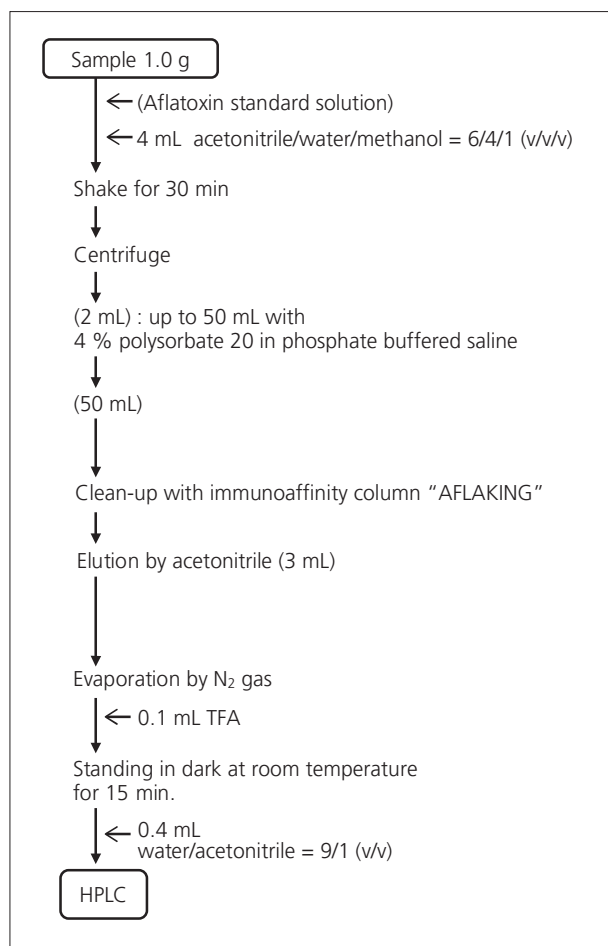 Sample 1.0 g
(Aflatoxin standard solution)
4 mL acetonitrile/water/methanol = 6/4/1 (v/v/v)
Shake for 30 min
Centrifuge
(2 mL) : up to 50 mL with
4 % polysorbate 20 in phosphate buffered saline
(50 mL)
Clean-up with immunoaffinity column “AFLAKING”
Elution by acetonitrile (3 mL)
Evaporation by N₂ gas
0.1 mL TFA
Standing in dark at room temperature
for 15 min.
0.4 mL
water/acetonitrile = 9/1 (v/v)
HPLC